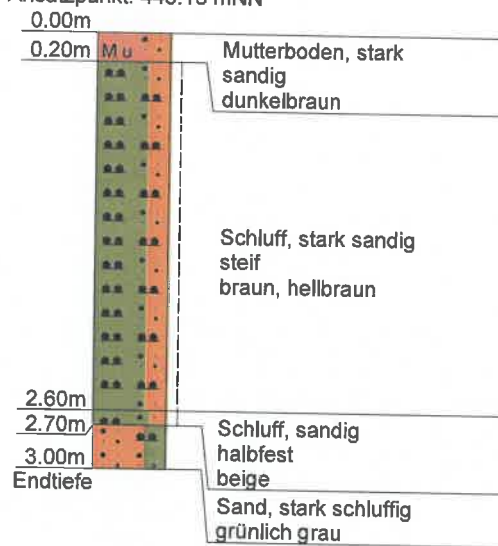 0.00m
0.20m
Mu
Mutterboden, stark
sandig
dunkelbraun
Schluff, stark sandig
steif
braun, hellbraun
2.60m
2.70m
Schluff, sandig
halbfest
beige
3.00m
Endtiefe
Sand, stark schluffig
grünlich grau